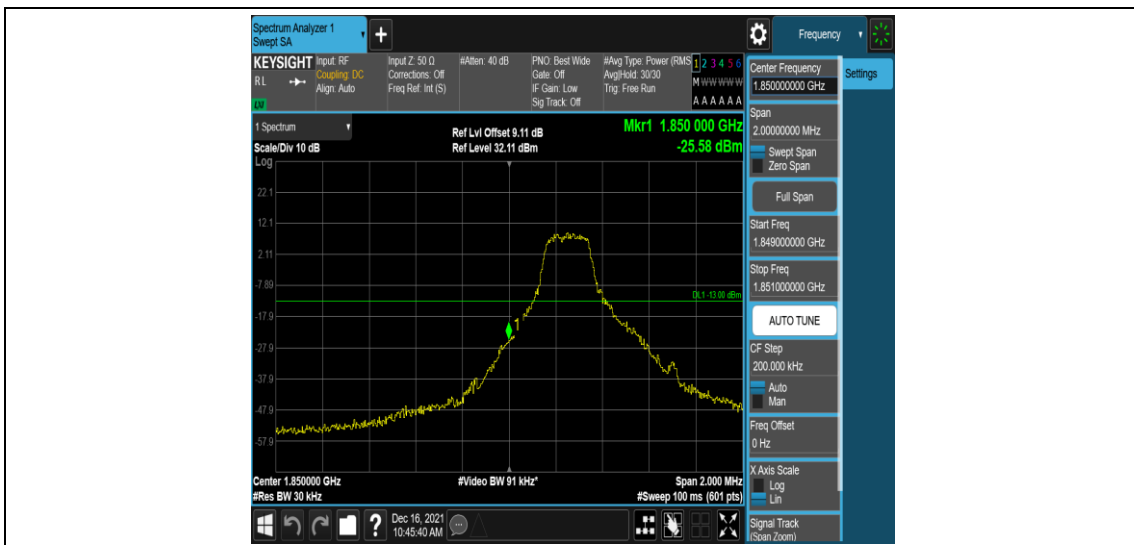 Spectrum Analyzer 1
Swept SA
Frequency
KEYSIGHT
RL
LXI
Input: RF
Coupling: DC
Align: Auto
Input Z: 50 Ω
Corrections: Off
Freq Ref: Int (S)
#Atten: 40 dB
PNO: Best Wide
Gate: Off
IF Gain: Low
Sig Track: Off
#Avg Type: Power (RMS
Avg|Hold: 30/30
Trig: Free Run
1 2 3 4 5 6
M W W W W W
A A A A A A
1 Spectrum
Scale/Div 10 dB
Log
Ref Lvl Offset 9.11 dB
Ref Level 32.11 dBm
Mkr1 1.850 000 GHz
-25.58 dBm
22.1
12.1
2.11
-7.89
-17.9
-27.9
-37.9
-47.9
-57.9
DL1 -13.00 dBm
1
Center 1.850000 GHz
#Res BW 30 kHz
#Video BW 91 kHz*
Span 2.000 MHz
#Sweep 100 ms (601 pts)
Dec 16, 2021
10:45:40 AM
Center Frequency
1.850000000 GHz
Settings
Span
2.00000000 MHz
Swept Span
Zero Span
Full Span
Start Freq
1.849000000 GHz
Stop Freq
1.851000000 GHz
AUTO TUNE
CF Step
200.000 kHz
Auto
Man
Freq Offset
0 Hz
X Axis Scale
Log
Lin
Signal Track
(Span Zoom)